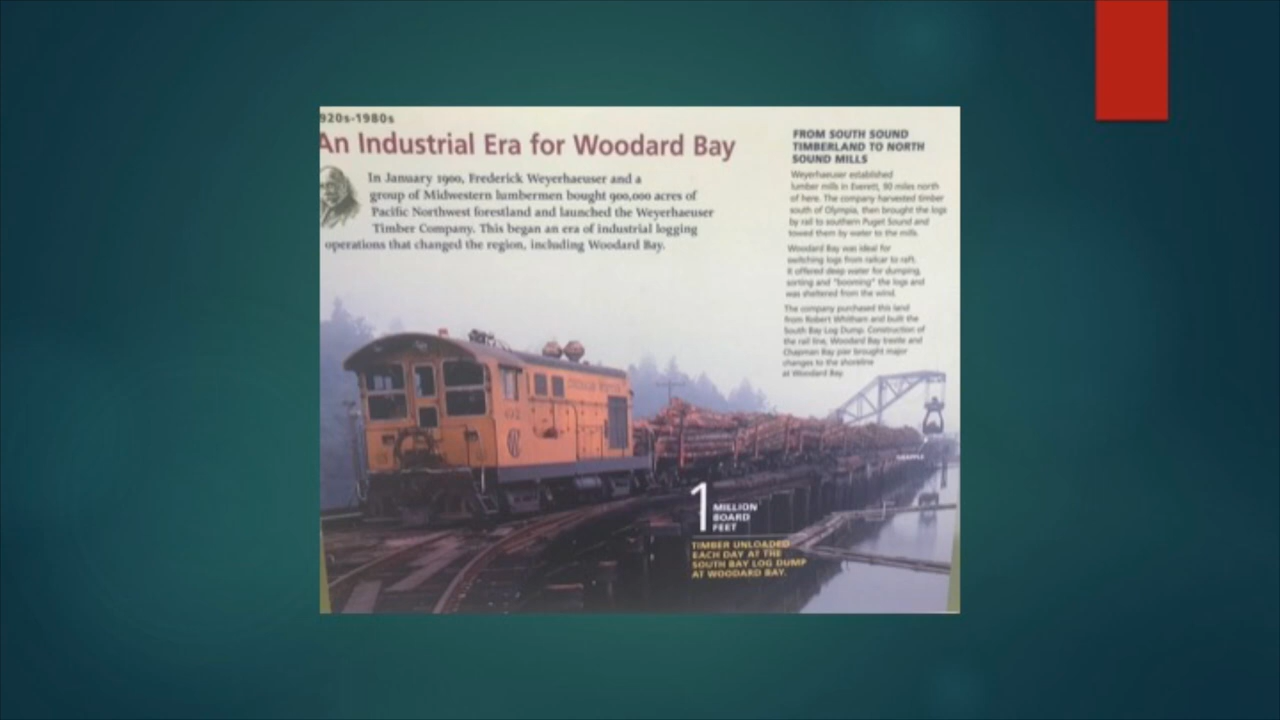 920s-1980s
An Industrial Era for Woodard Bay
In January 1900, Frederick Weyerhaeuser and a
group of Midwestern lumbermen bought 900,000 acres of
Pacific Northwest forestland and launched the Weyerhaeuser
Timber Company. This began an era of industrial logging
operations that changed the region, including Woodard Bay.
FROM SOUTH SOUND
TIMBERLAND TO NORTH
SOUND MILLS
Weyerhaeuser established
lumber mills in Everett, 90 miles north
of here. The company harvested timber
south of Olympia, then brought the logs
by rail to southern Puget Sound and
towed them by water to the mills.
Woodard Bay was ideal for
switching logs from railcar to raft.
It offered deep water for dumping,
sorting and "booming" the logs and
was sheltered from the wind.
The company purchased this land
from Robert Whitham and built the
South Bay Log Dump. Construction of
the rail line, Woodard Bay trestle and
Chapman Bay pier brought major
changes to the shoreline
at Woodard Bay
GRAPPLE
1 MILLION
BOARD
FEET
TIMBER UNLOADED
EACH DAY AT THE
SOUTH BAY LOG DUMP
AT WOODARD BAY.